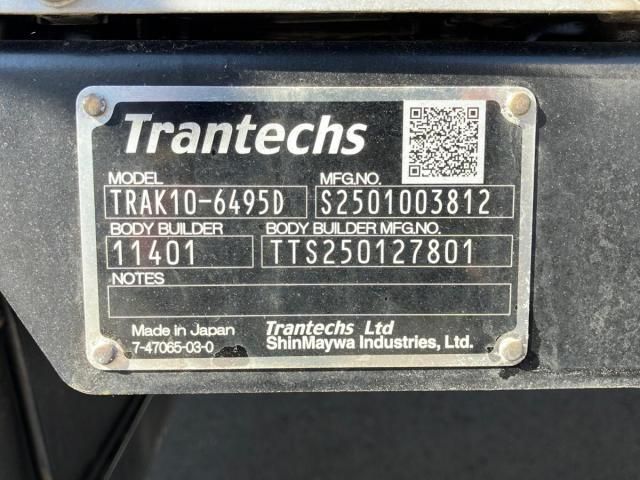 Trantechs
MODEL MFG.NO.
TRAK10-6495D S2501003812
BODY BUILDER BODY BUILDER MFG.NO.
11401 TTS250127801
NOTES
Made in Japan Trantechs Ltd
7-47065-03-0 ShinMaywa Industries, Ltd.